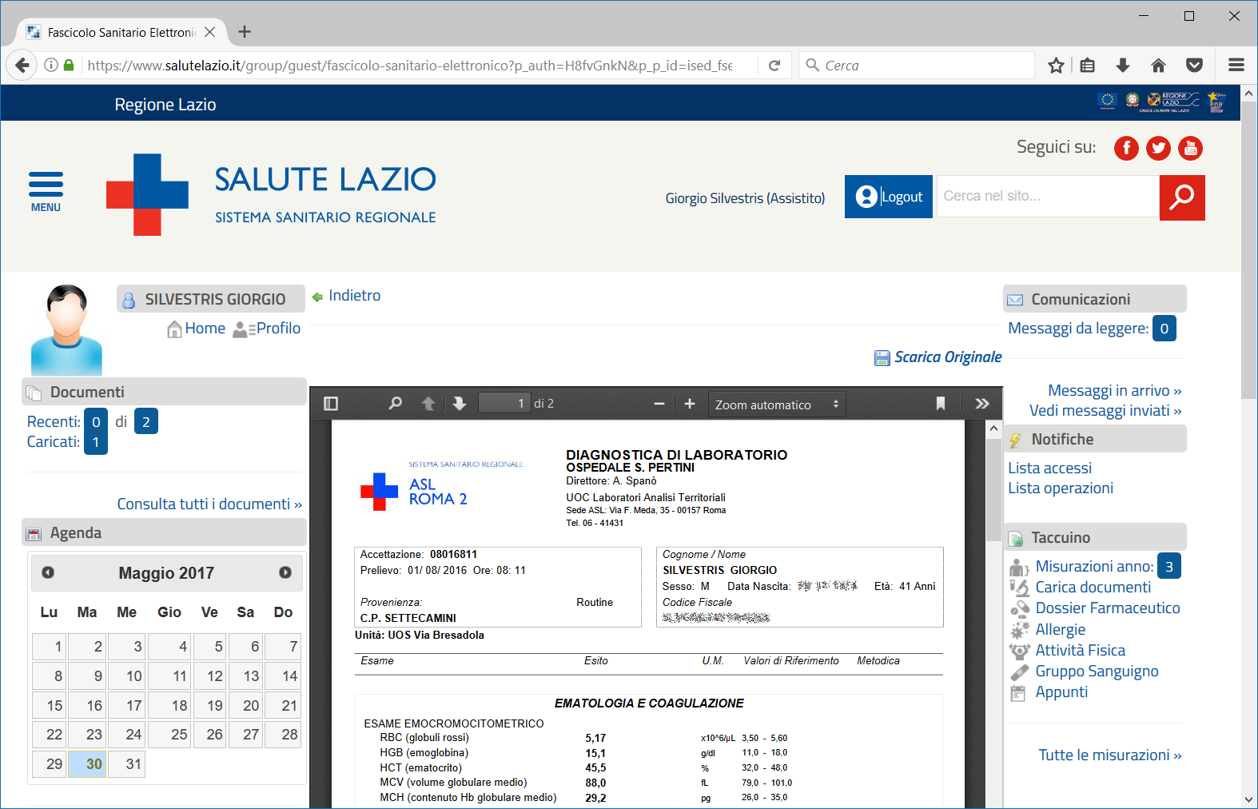 Fascicolo Sanitario Elettroni
https://www.salutelazio.it/group/guest/fascicolo-sanitario-elettronico?p_auth=H8fvGnkN&p_p_id=ised_fse
Cerca
Regione Lazio
Seguici su:
MENU
SALUTE LAZIO
SISTEMA SANITARIO REGIONALE
Giorgio Silvestris (Assistito)
Logout
Cerca nel sito...
SILVESTRIS GIORGIO
Home Profilo
Documenti
Recenti: 0 di 2
Caricati: 1
Consulta tutti i documenti »
Agenda
Maggio 2017
Lu Ma Me Gio Ve Sa Do
1 2 3 4 5 6 7
8 9 10 11 12 13 14
15 16 17 18 19 20 21
22 23 24 25 26 27 28
29 30 31
Indietro
Scarica Originale
1 di 2
Zoom automatico
SISTEMA SANITARIO REGIONALE
ASL
ROMA 2
DIAGNOSTICA DI LABORATORIO
OSPEDALE S. PERTINI
Direttore: A. Spanò
UOC Laboratori Analisi Territoriali
Sede ASL: Via F. Meda, 35 - 00157 Roma
Tel. 06 - 41431
Accettazione: 08016811
Prelievo: 01/ 08/ 2016 Ore: 08: 11
Provenienza: Routine
C.P. SETTECAMINI
Cognome / Nome
SILVESTRIS GIORGIO
Sesso: M Data Nascita: Età: 41 Anni
Codice Fiscale
Unità: UOS Via Bresadola
Esame Esito U.M. Valori di Riferimento Metodica
EMATOLOGIA E COAGULAZIONE
ESAME EMOCROMOCITOMETRICO
RBC (globuli rossi) 5,17 x10^6/µL 3,50 - 5,60
HGB (emoglobina) 15,1 g/dl 11,0 - 18,0
HCT (ematocrito) 45,5 % 32,0 - 48,0
MCV (volume globulare medio) 88,0 fL 79,0 - 101,0
MCH (contenuto Hb globulare medio) 29,2 pg 26,0 - 35,0
Comunicazioni
Messaggi da leggere: 0
Messaggi in arrivo »
Vedi messaggi inviati »
Notifiche
Lista accessi
Lista operazioni
Taccuino
Misurazioni anno: 3
Carica documenti
Dossier Farmaceutico
Allergie
Attività Fisica
Gruppo Sanguigno
Appunti
Tutte le misurazioni »